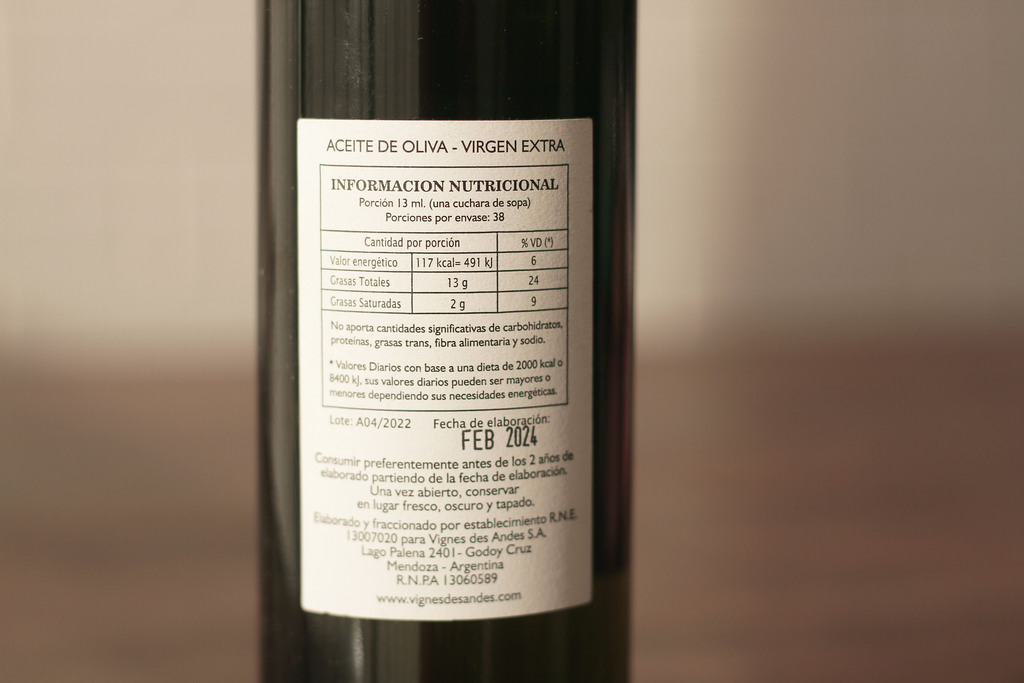 ACEITE DE OLIVA - VIRGEN EXTRA
INFORMACION NUTRICIONAL
Porción 13 ml. (una cuchara de sopa)
Porciones por envase: 38
Cantidad por porción % VD (*)
Valor energético 117 kcal= 491 kJ 6
Grasas Totales 13 g 24
Grasas Saturadas 2 g 9
No aporta cantidades significativas de carbohidratos,
proteínas, grasas trans, fibra alimentaria y sodio.
* Valores Diarios con base a una dieta de 2000 kcal o
8400 kJ, sus valores diarios pueden ser mayores o
menores dependiendo sus necesidades energéticas.
Lote: A04/2022 Fecha de elaboración:
FEB 2024
Consumir preferentemente antes de los 2 años de
elaborado partiendo de la fecha de elaboración.
Una vez abierto, conservar
en lugar fresco, oscuro y tapado.
Elaborado y fraccionado por establecimiento R.N.E.
13007020 para Vignes des Andes S.A.
Lago Palena 2401- Godoy Cruz
Mendoza - Argentina
R.N.P.A 13060589
www.vignesdesandes.com